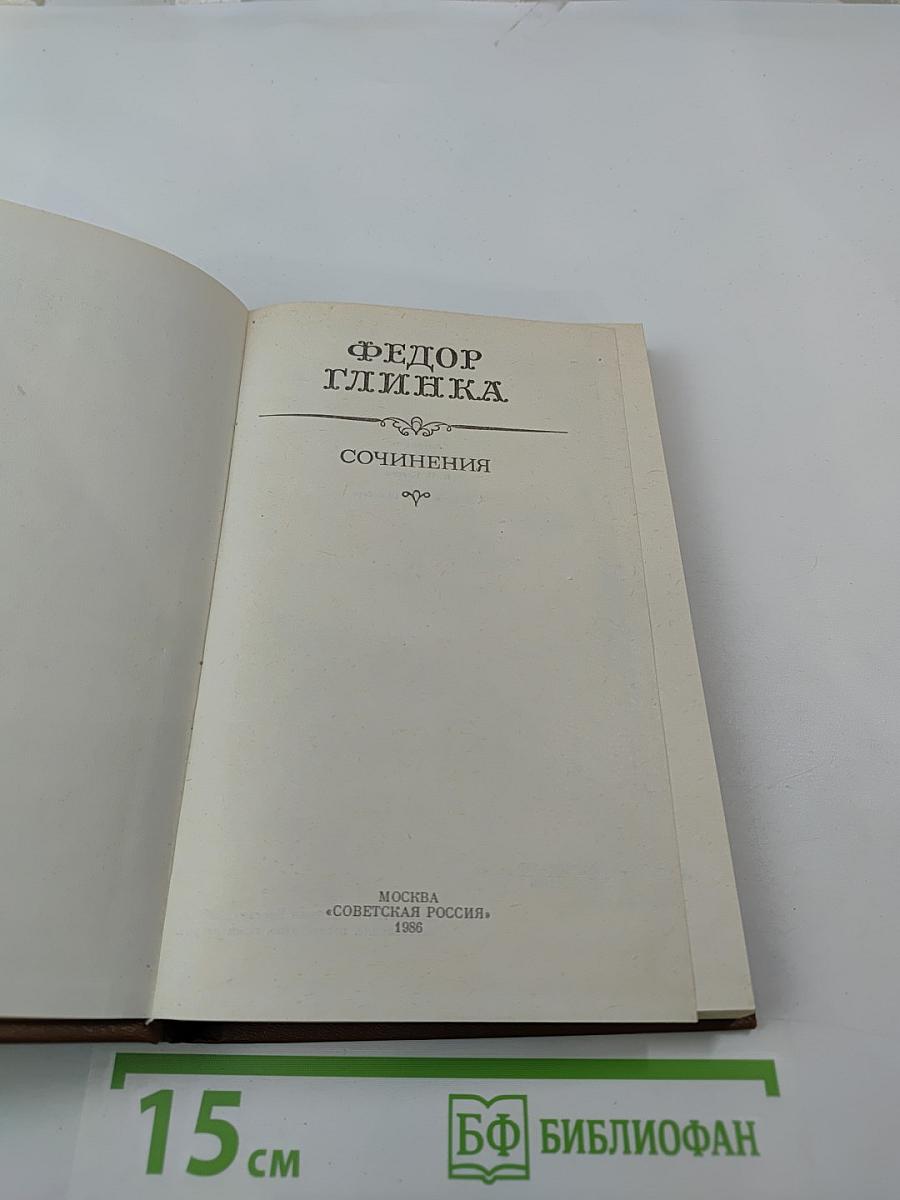 ФЕДОР
ГЛИНКА
СОЧИНЕНИЯ
МОСКВА
«СОВЕТСКАЯ РОССИЯ»
1986
15 см
БФ БИБЛИОФАН